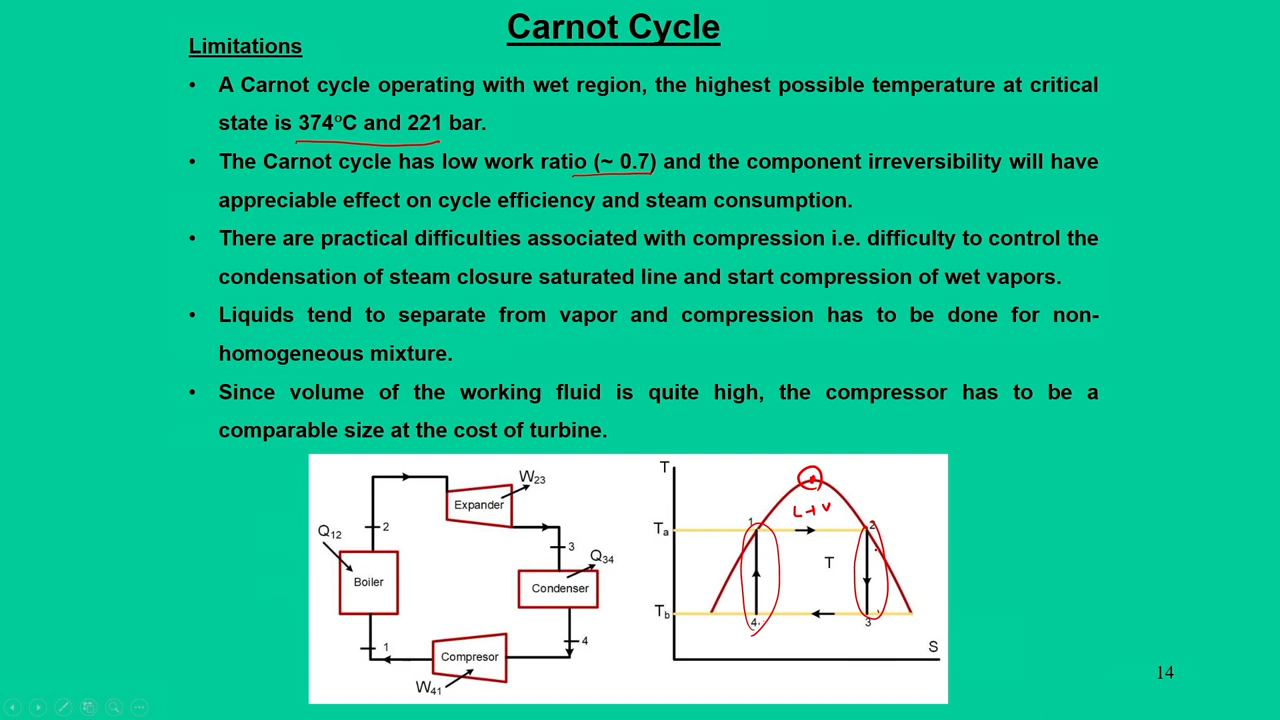 Carnot Cycle
Limitations
• A Carnot cycle operating with wet region, the highest possible temperature at critical
state is 374°C and 221 bar.
• The Carnot cycle has low work ratio (~ 0.7) and the component irreversibility will have
appreciable effect on cycle efficiency and steam consumption.
• There are practical difficulties associated with compression i.e. difficulty to control the
condensation of steam closure saturated line and start compression of wet vapors.
• Liquids tend to separate from vapor and compression has to be done for non-
homogeneous mixture.
• Since volume of the working fluid is quite high, the compressor has to be a
comparable size at the cost of turbine.
W23
Expander
Q12
2
3
Q34
Boiler
Condenser
4
1
Compresor
W41
T
L+V
Ta
1
2
T
Tb
4
3
S
14